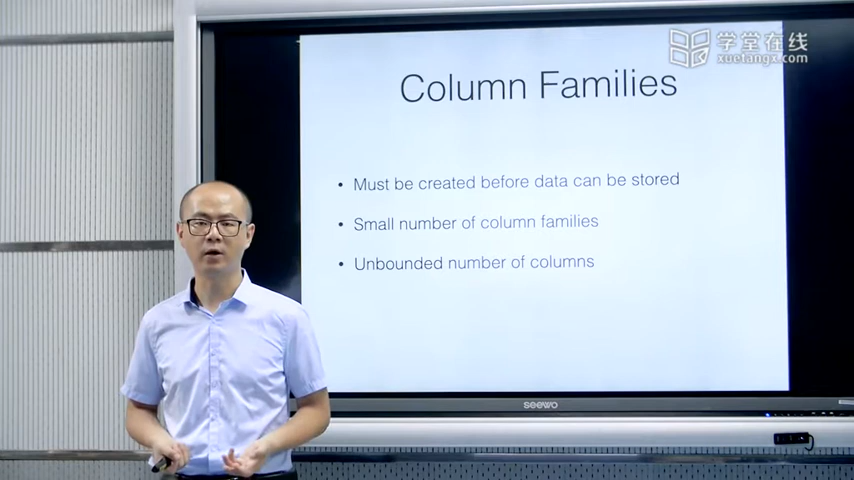 学堂在线
xuetangx.com
Column Families
• Must be created before data can be stored
• Small number of column families
• Unbounded number of columns
seewo